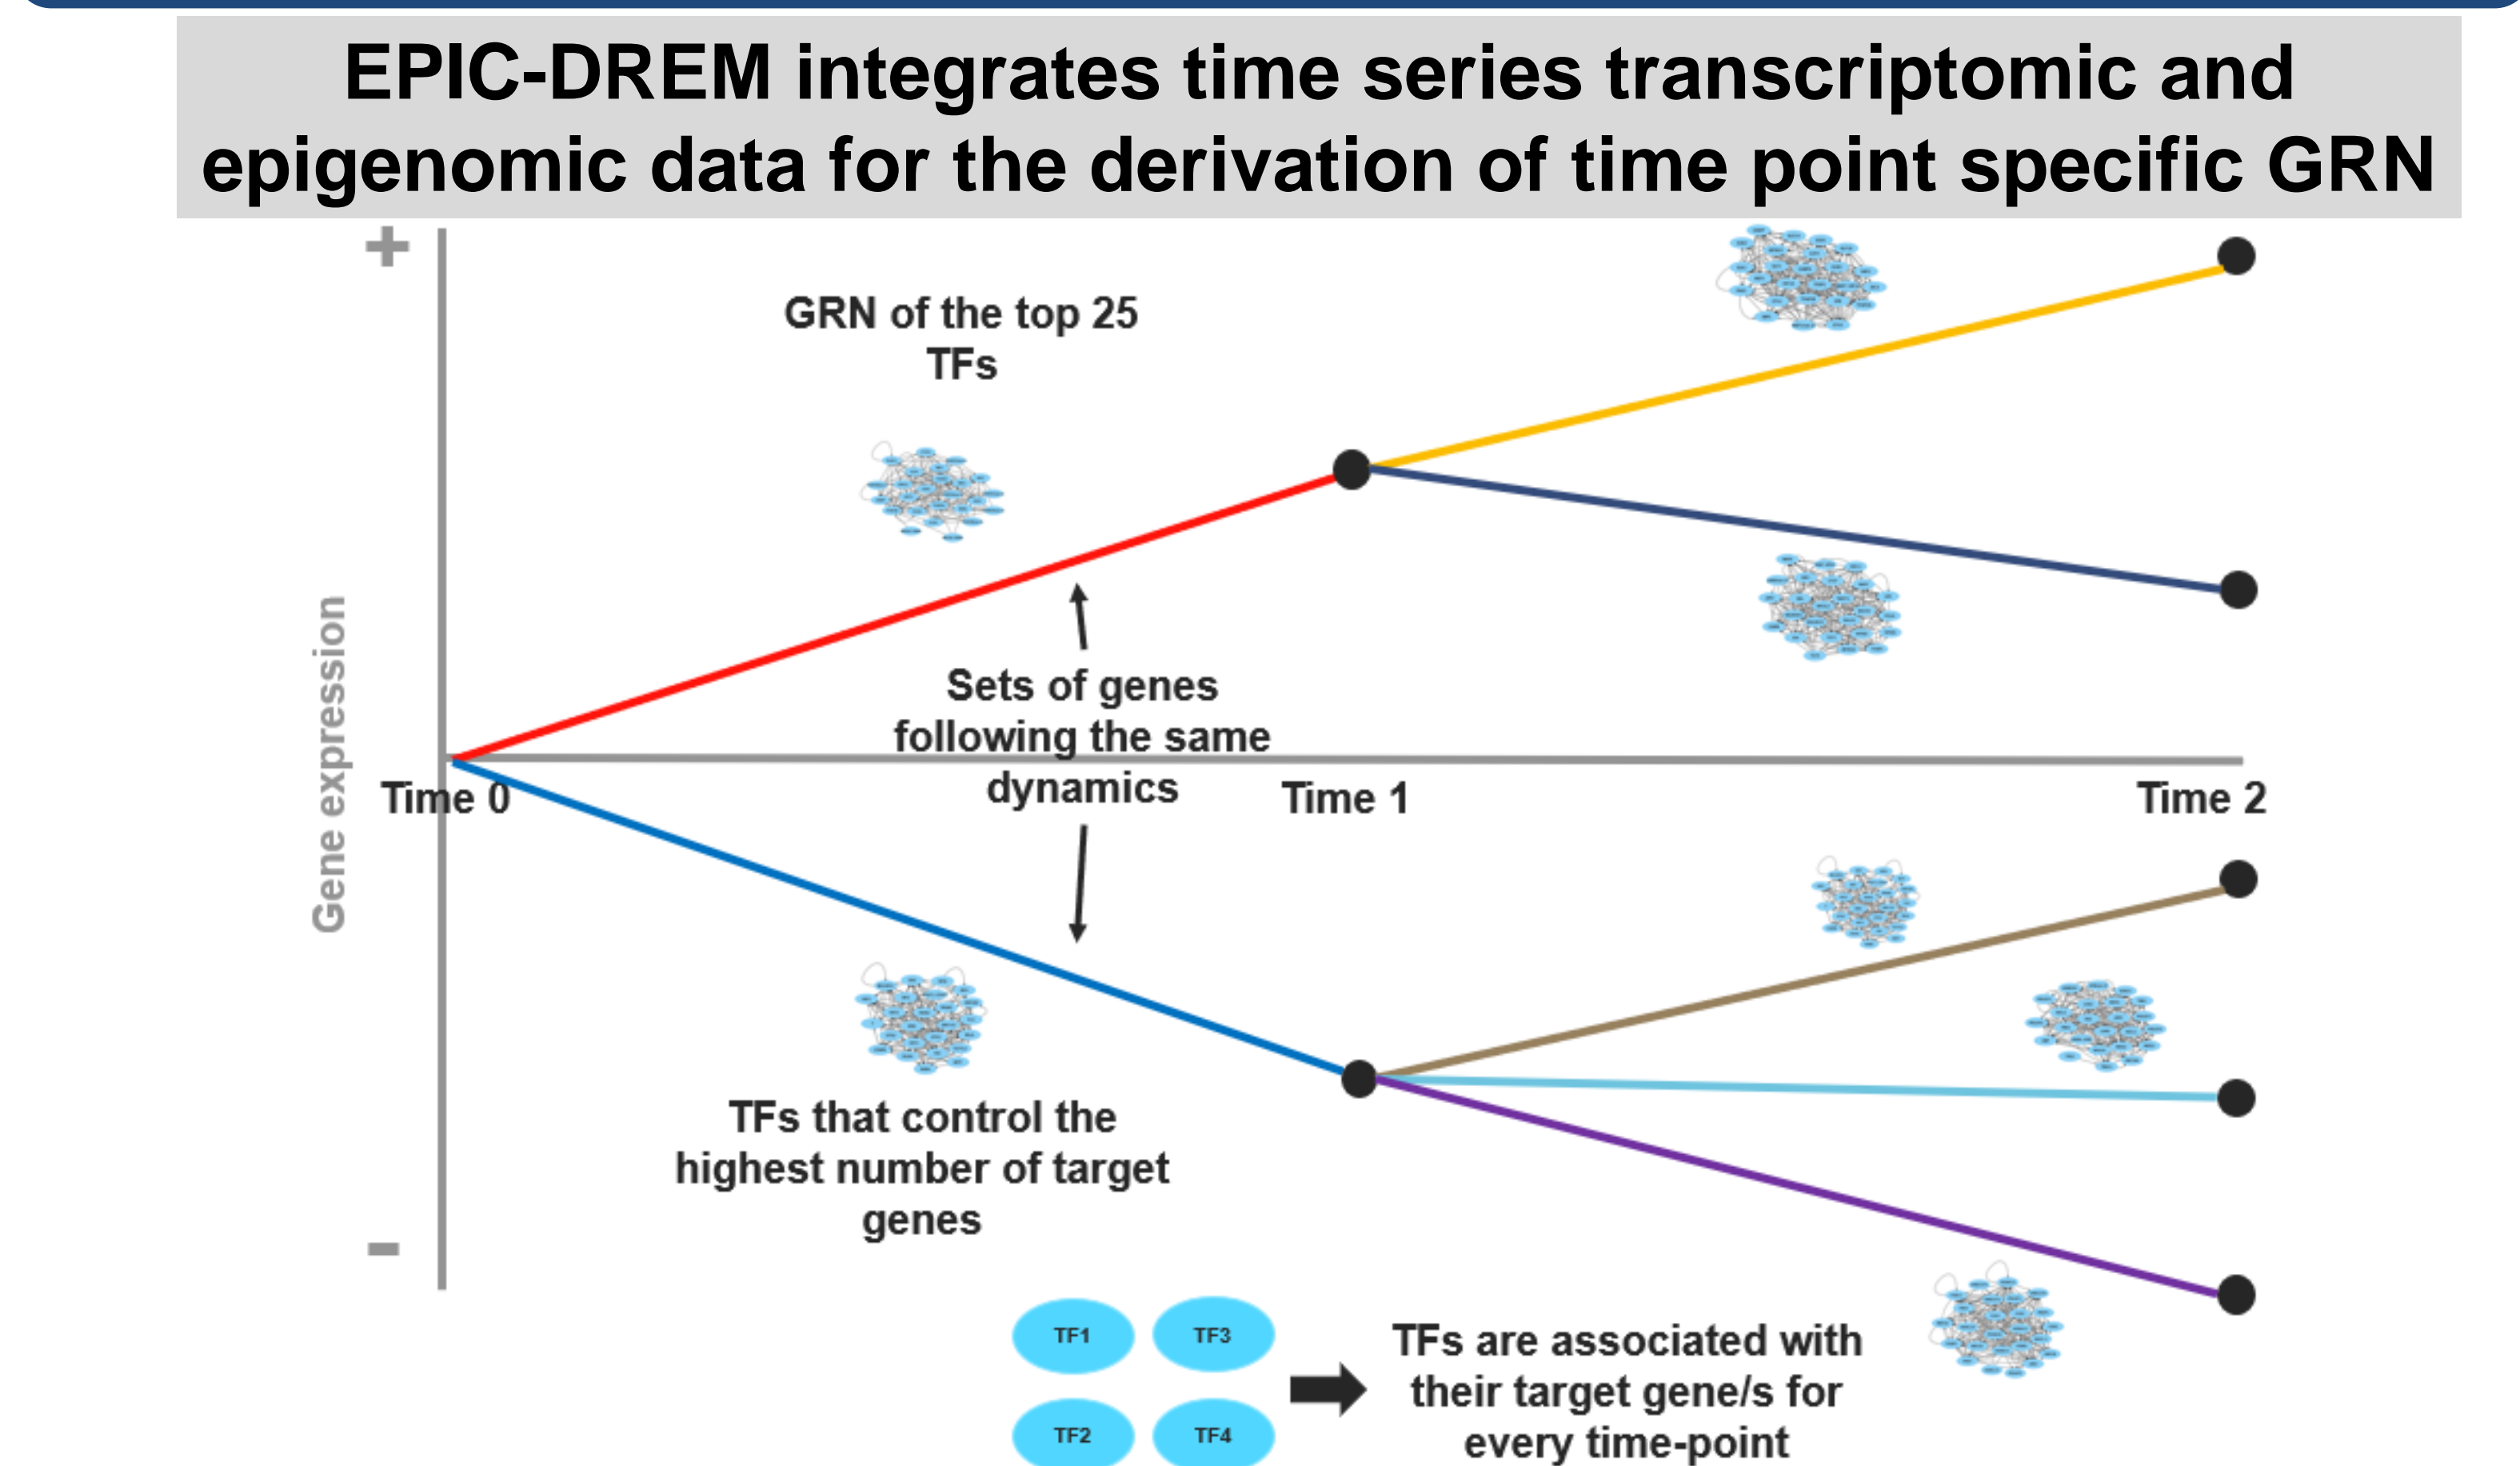 EPIC-DREM integrates time series transcriptomic and
epigenomic data for the derivation of time point specific GRN
+
GRN of the top 25
TFs
Gene expression
Sets of genes
following the same
dynamics
Time 0
Time 1
Time 2
TFs that control the
highest number of target
genes
-
TF1
TF3
TF2
TF4
TFs are associated with
their target gene/s for
every time-point